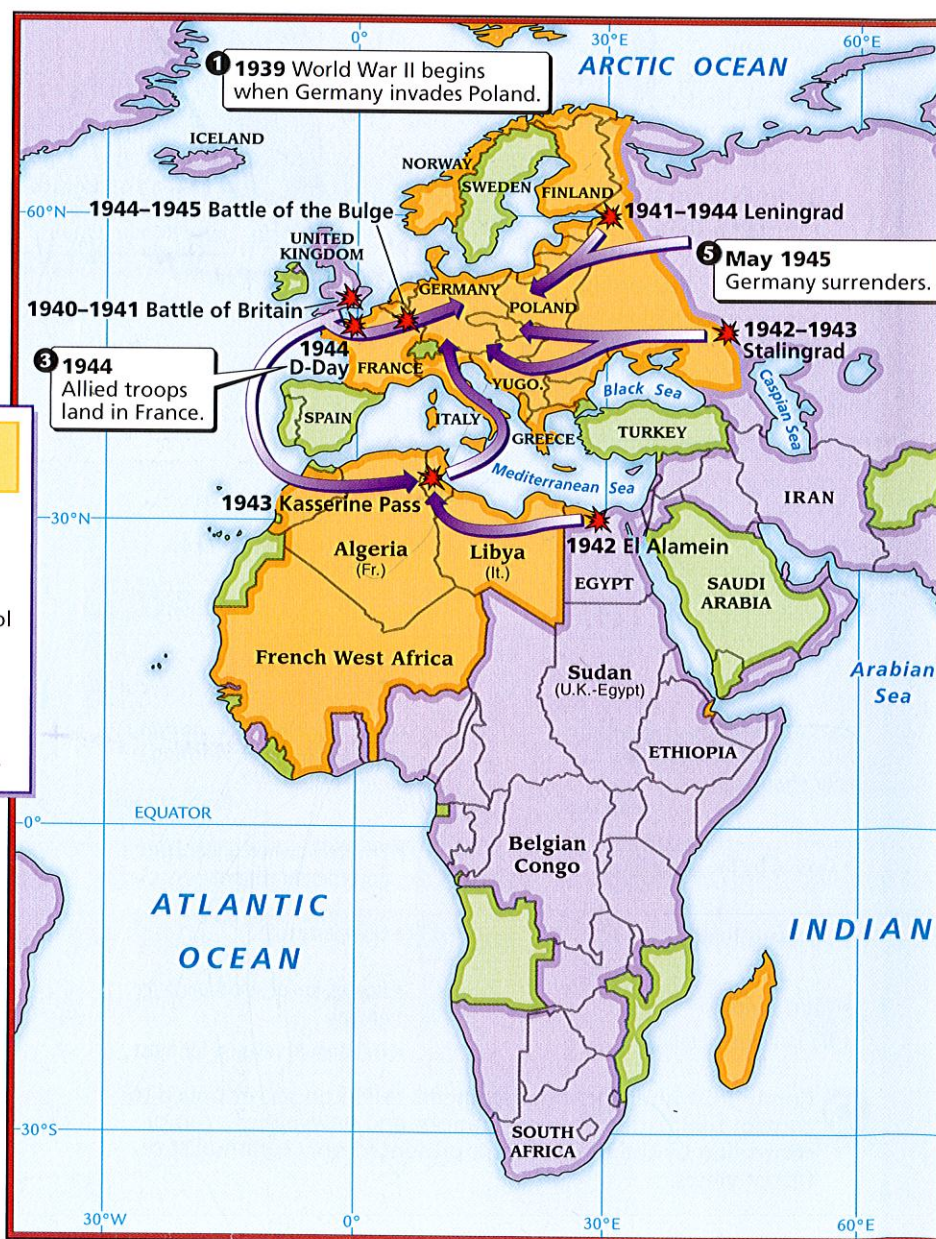 0°
30°E
60°E
ARCTIC OCEAN
1 1939 World War II begins
when Germany invades Poland.
ICELAND
NORWAY
SWEDEN
FINLAND
60°N
1944–1945 Battle of the Bulge
1941–1944 Leningrad
UNITED
KINGDOM
5 May 1945
Germany surrenders.
GERMANY
POLAND
1940–1941 Battle of Britain
1942–1943
Stalingrad
3 1944
Allied troops
land in France.
1944
D-Day
FRANCE
YUGO.
Black Sea
Caspian Sea
SPAIN
ITALY
GREECE
TURKEY
Mediterranean Sea
1943 Kasserine Pass
IRAN
30°N
Algeria
(Fr.)
Libya
(It.)
1942 El Alamein
EGYPT
SAUDI
ARABIA
ol
French West Africa
Sudan
(U.K.-Egypt)
Arabian
Sea
ETHIOPIA
EQUATOR
0°
Belgian
Congo
ATLANTIC
OCEAN
INDIAN
30°S
SOUTH
AFRICA
30°W
0°
30°E
60°E